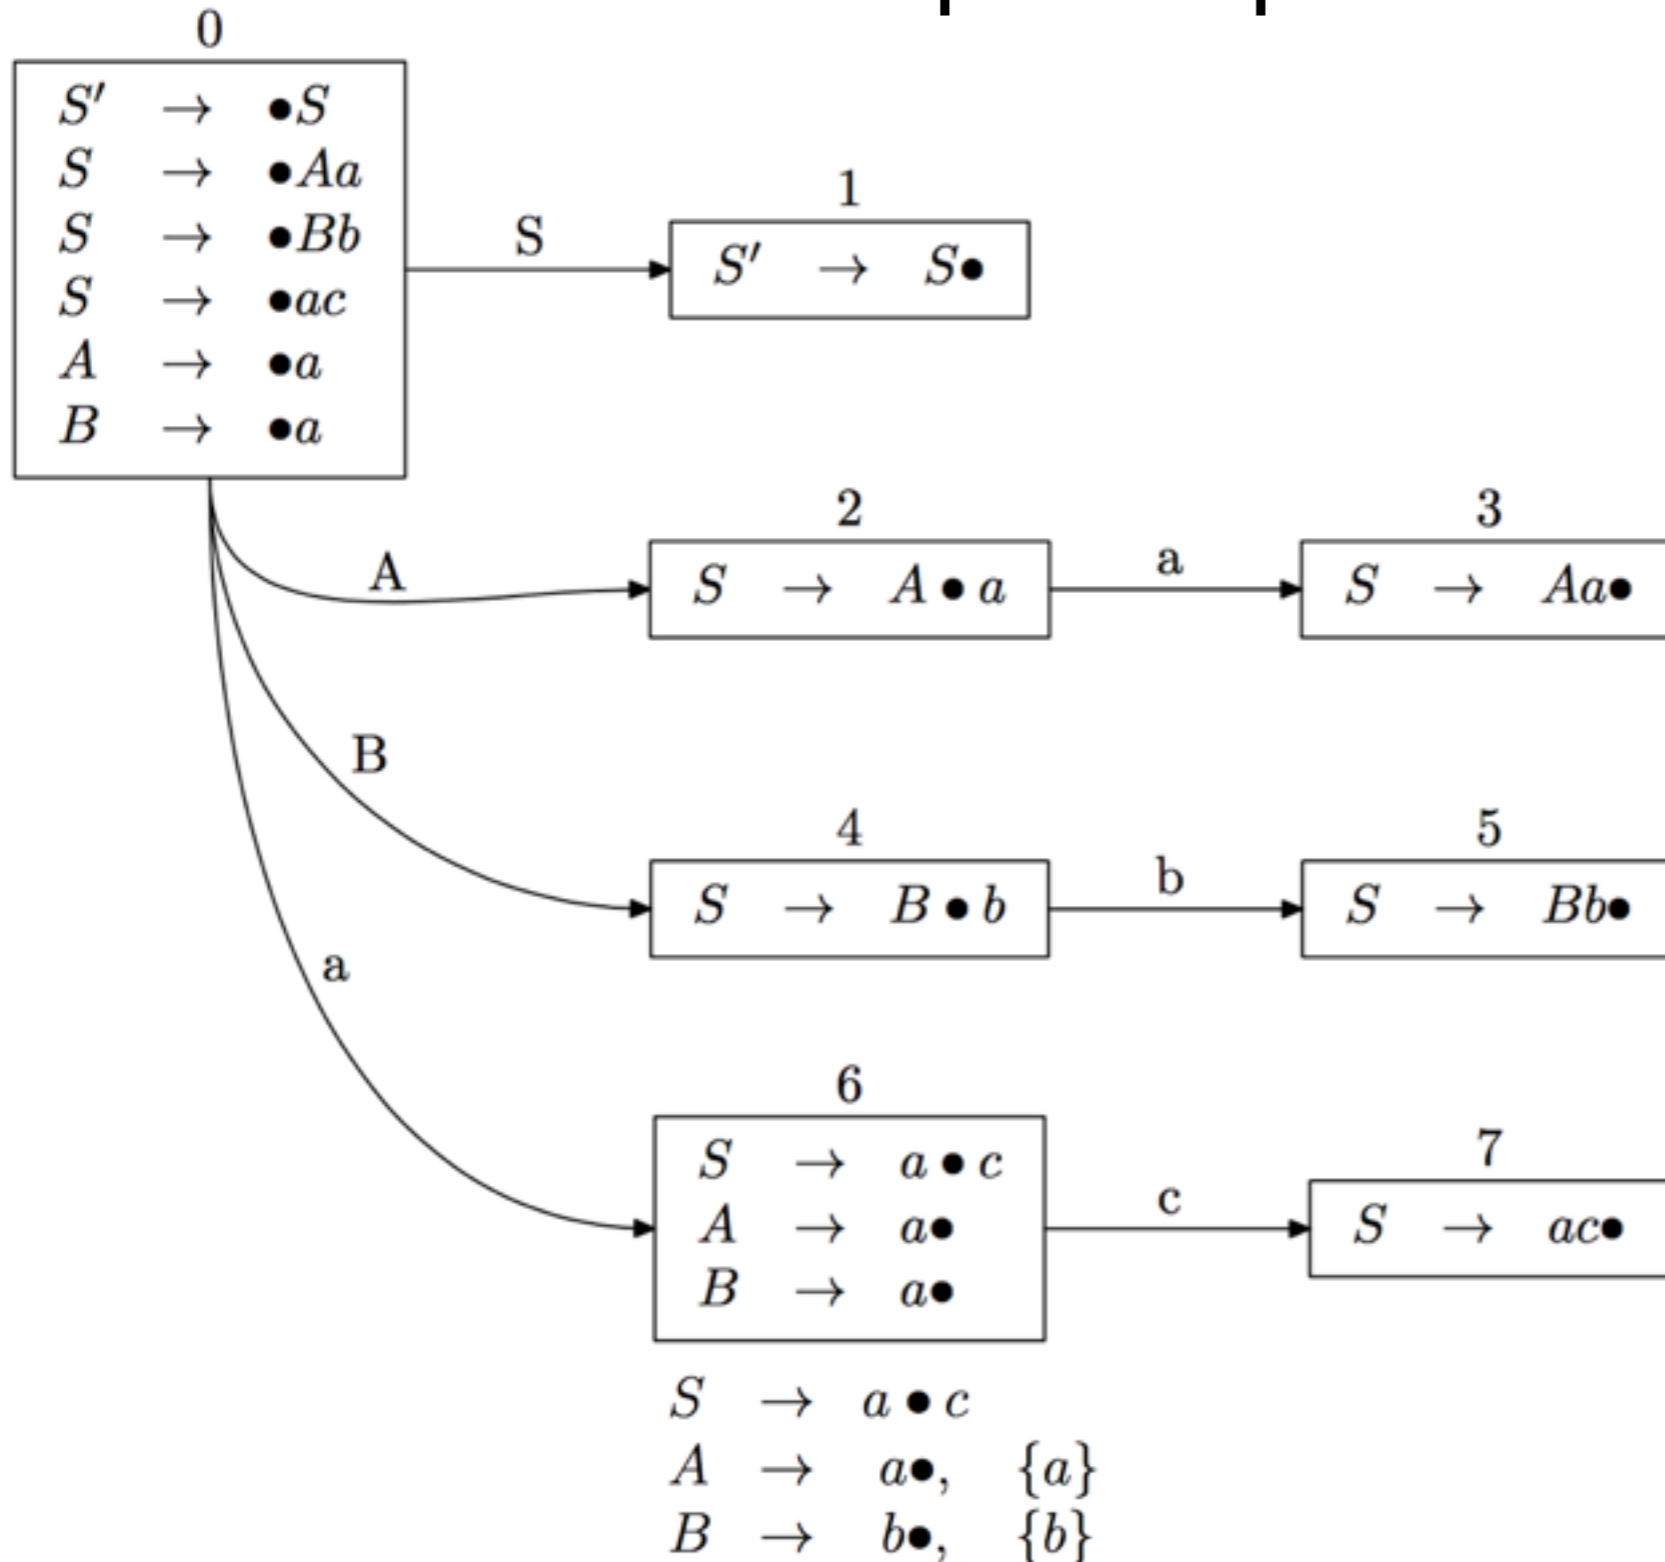 0
S′ → •S
S → •Aa
S → •Bb
S → •ac
A → •a
B → •a
S
1
S′ → S•
A
2
S → A • a
a
3
S → Aa•
B
4
S → B • b
b
5
S → Bb•
a
6
S → a • c
A → a•
B → a•
c
7
S → ac•
S → a • c
A → a•, {a}
B → b•, {b}